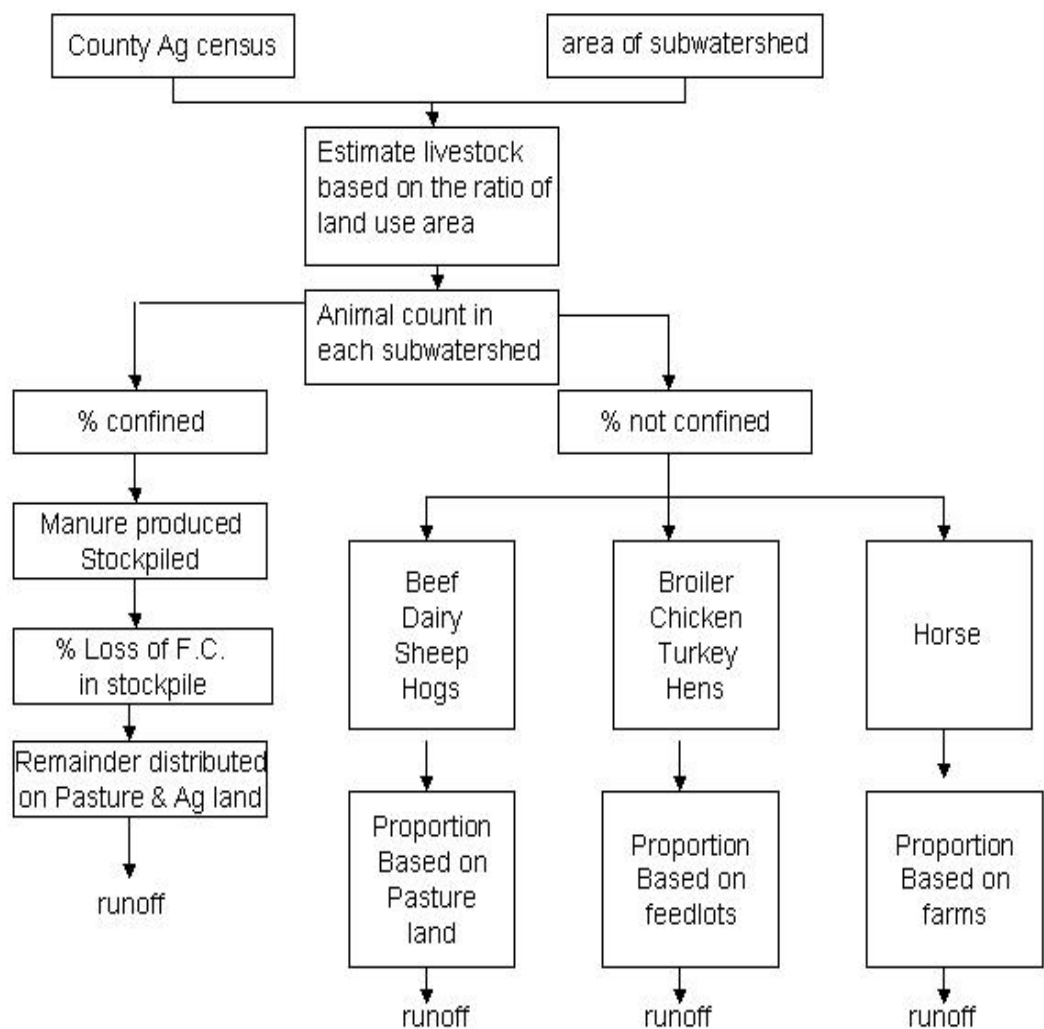 County Ag census
area of subwatershed
Estimate livestock
based on the ratio of
land use area
Animal count in
each subwatershed
% confined
% not confined
Manure produced
Stockpiled
% Loss of F.C.
in stockpile
Remainder distributed
on Pasture & Ag land
runoff
Beef
Dairy
Sheep
Hogs
Broiler
Chicken
Turkey
Hens
Horse
Proportion
Based on
Pasture
land
Proportion
Based on
feedlots
Proportion
Based on
farms
runoff
runoff
runoff